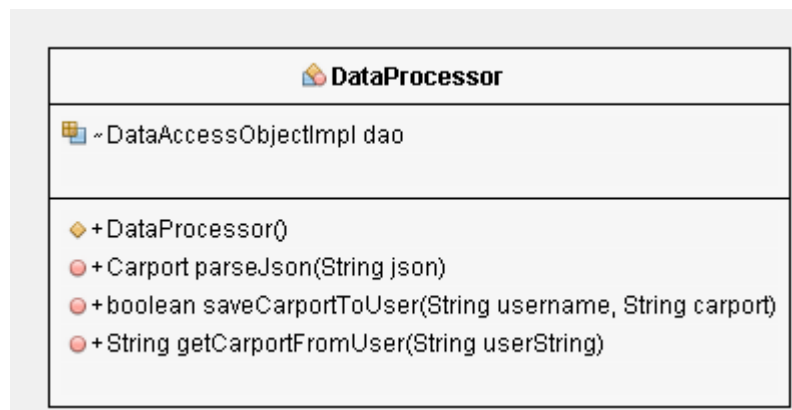 DataProcessor
~DataAccessObjectImpl dao
+DataProcessor()
+Carport parseJson(String json)
+boolean saveCarportToUser(String username, String carport)
+String getCarportFromUser(String userString)